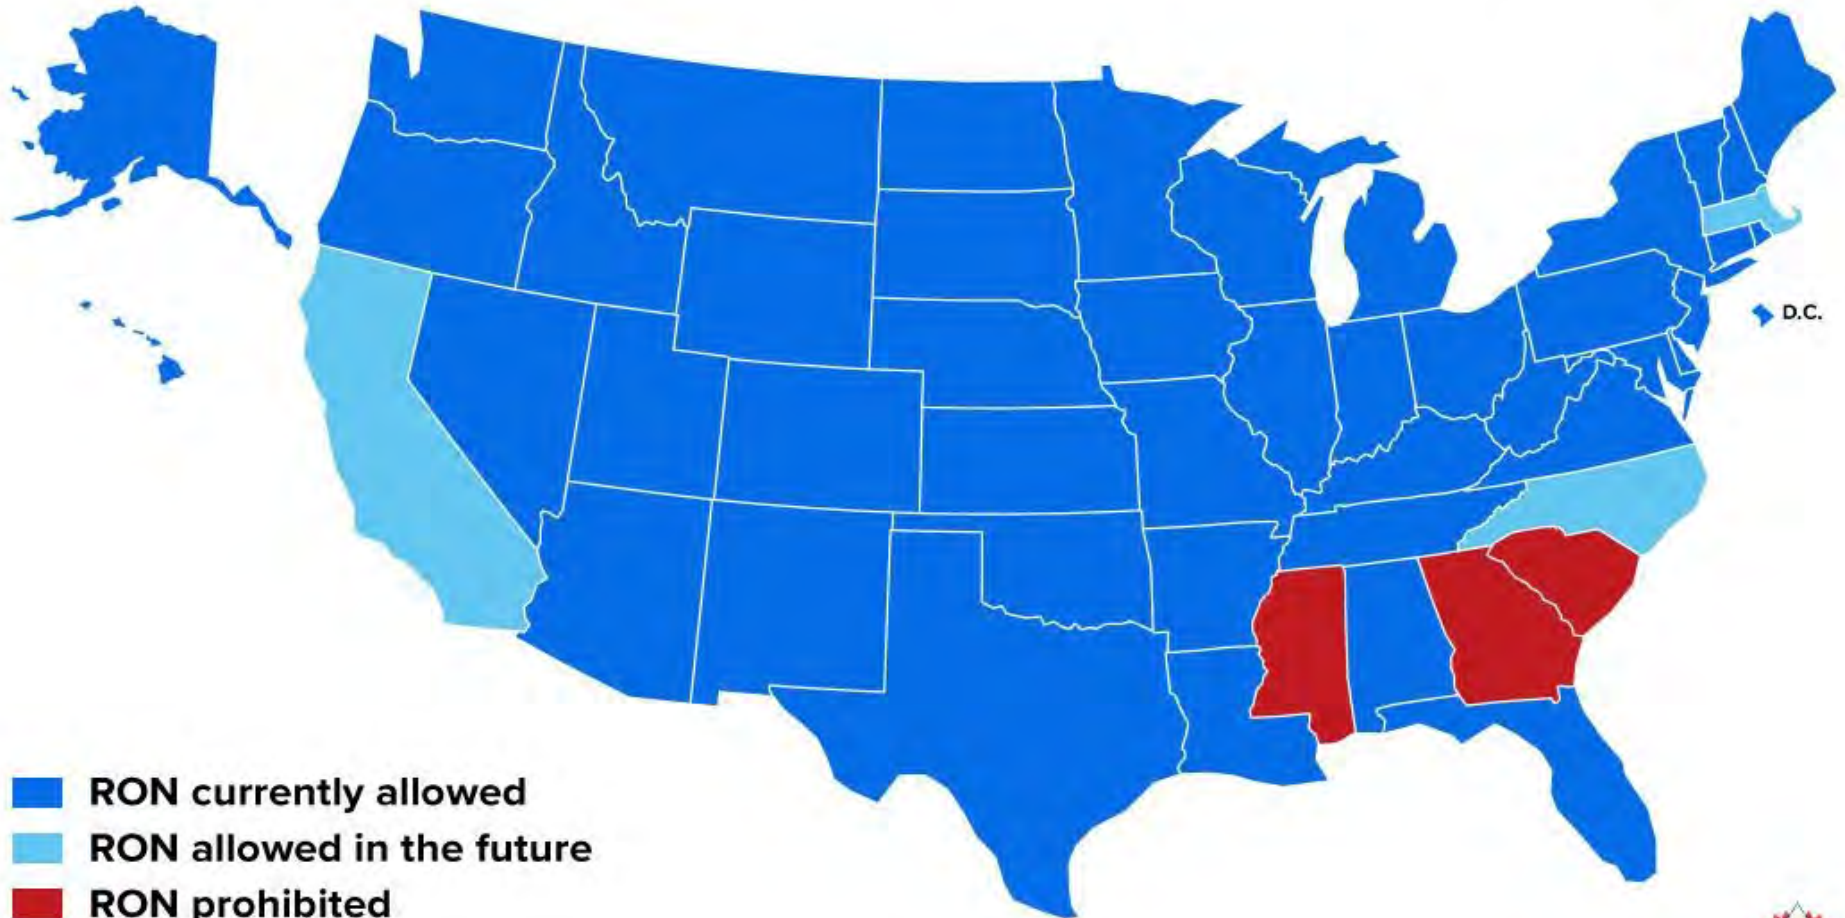 D.C.
RON currently allowed
RON allowed in the future
RON prohibited